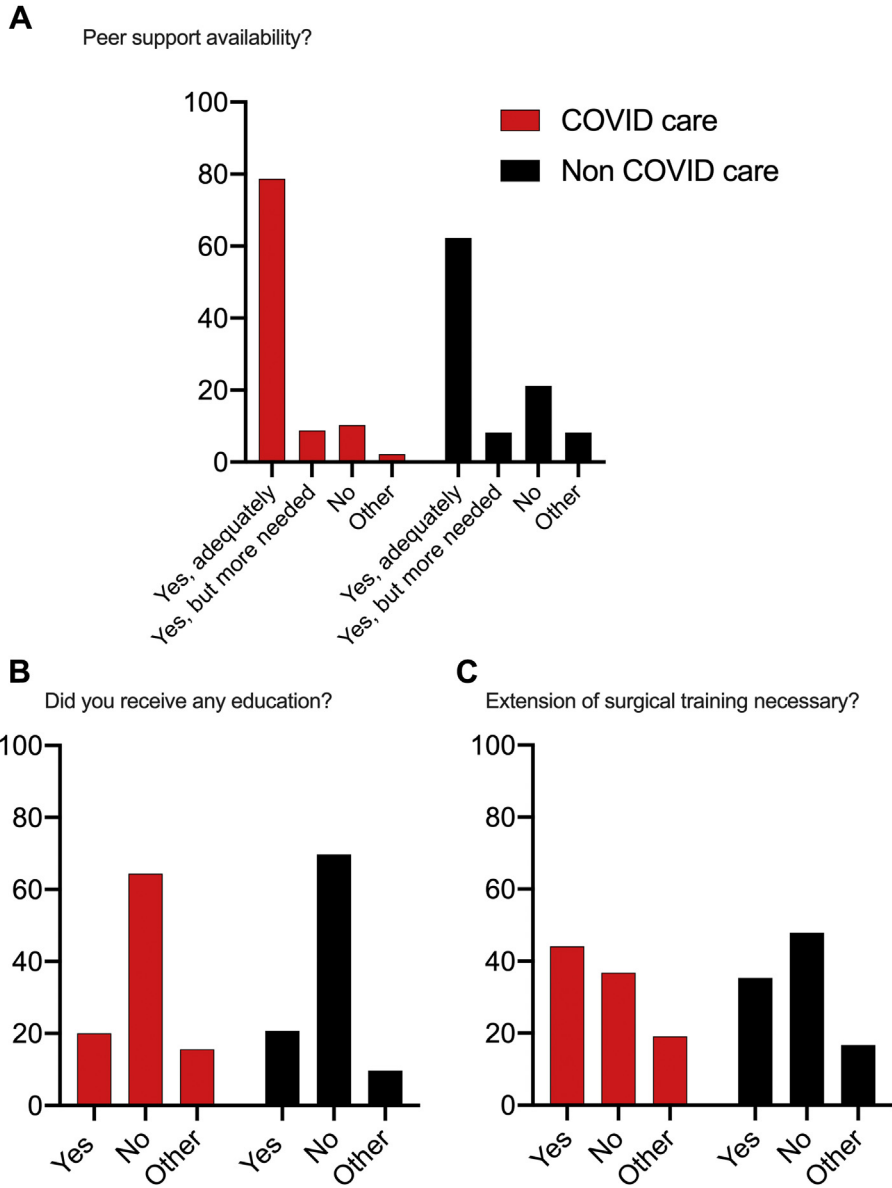 A
Peer support availability?
100
80
60
40
20
0
COVID care
Non COVID care
Yes, adequately
Yes, but more needed
No
Other
Yes, adequately
Yes, but more needed
No
Other
B
Did you receive any education?
100
80
60
40
20
0
Yes
No
Other
Yes
No
Other
C
Extension of surgical training necessary?
100
80
60
40
20
0
Yes
No
Other
Yes
No
Other